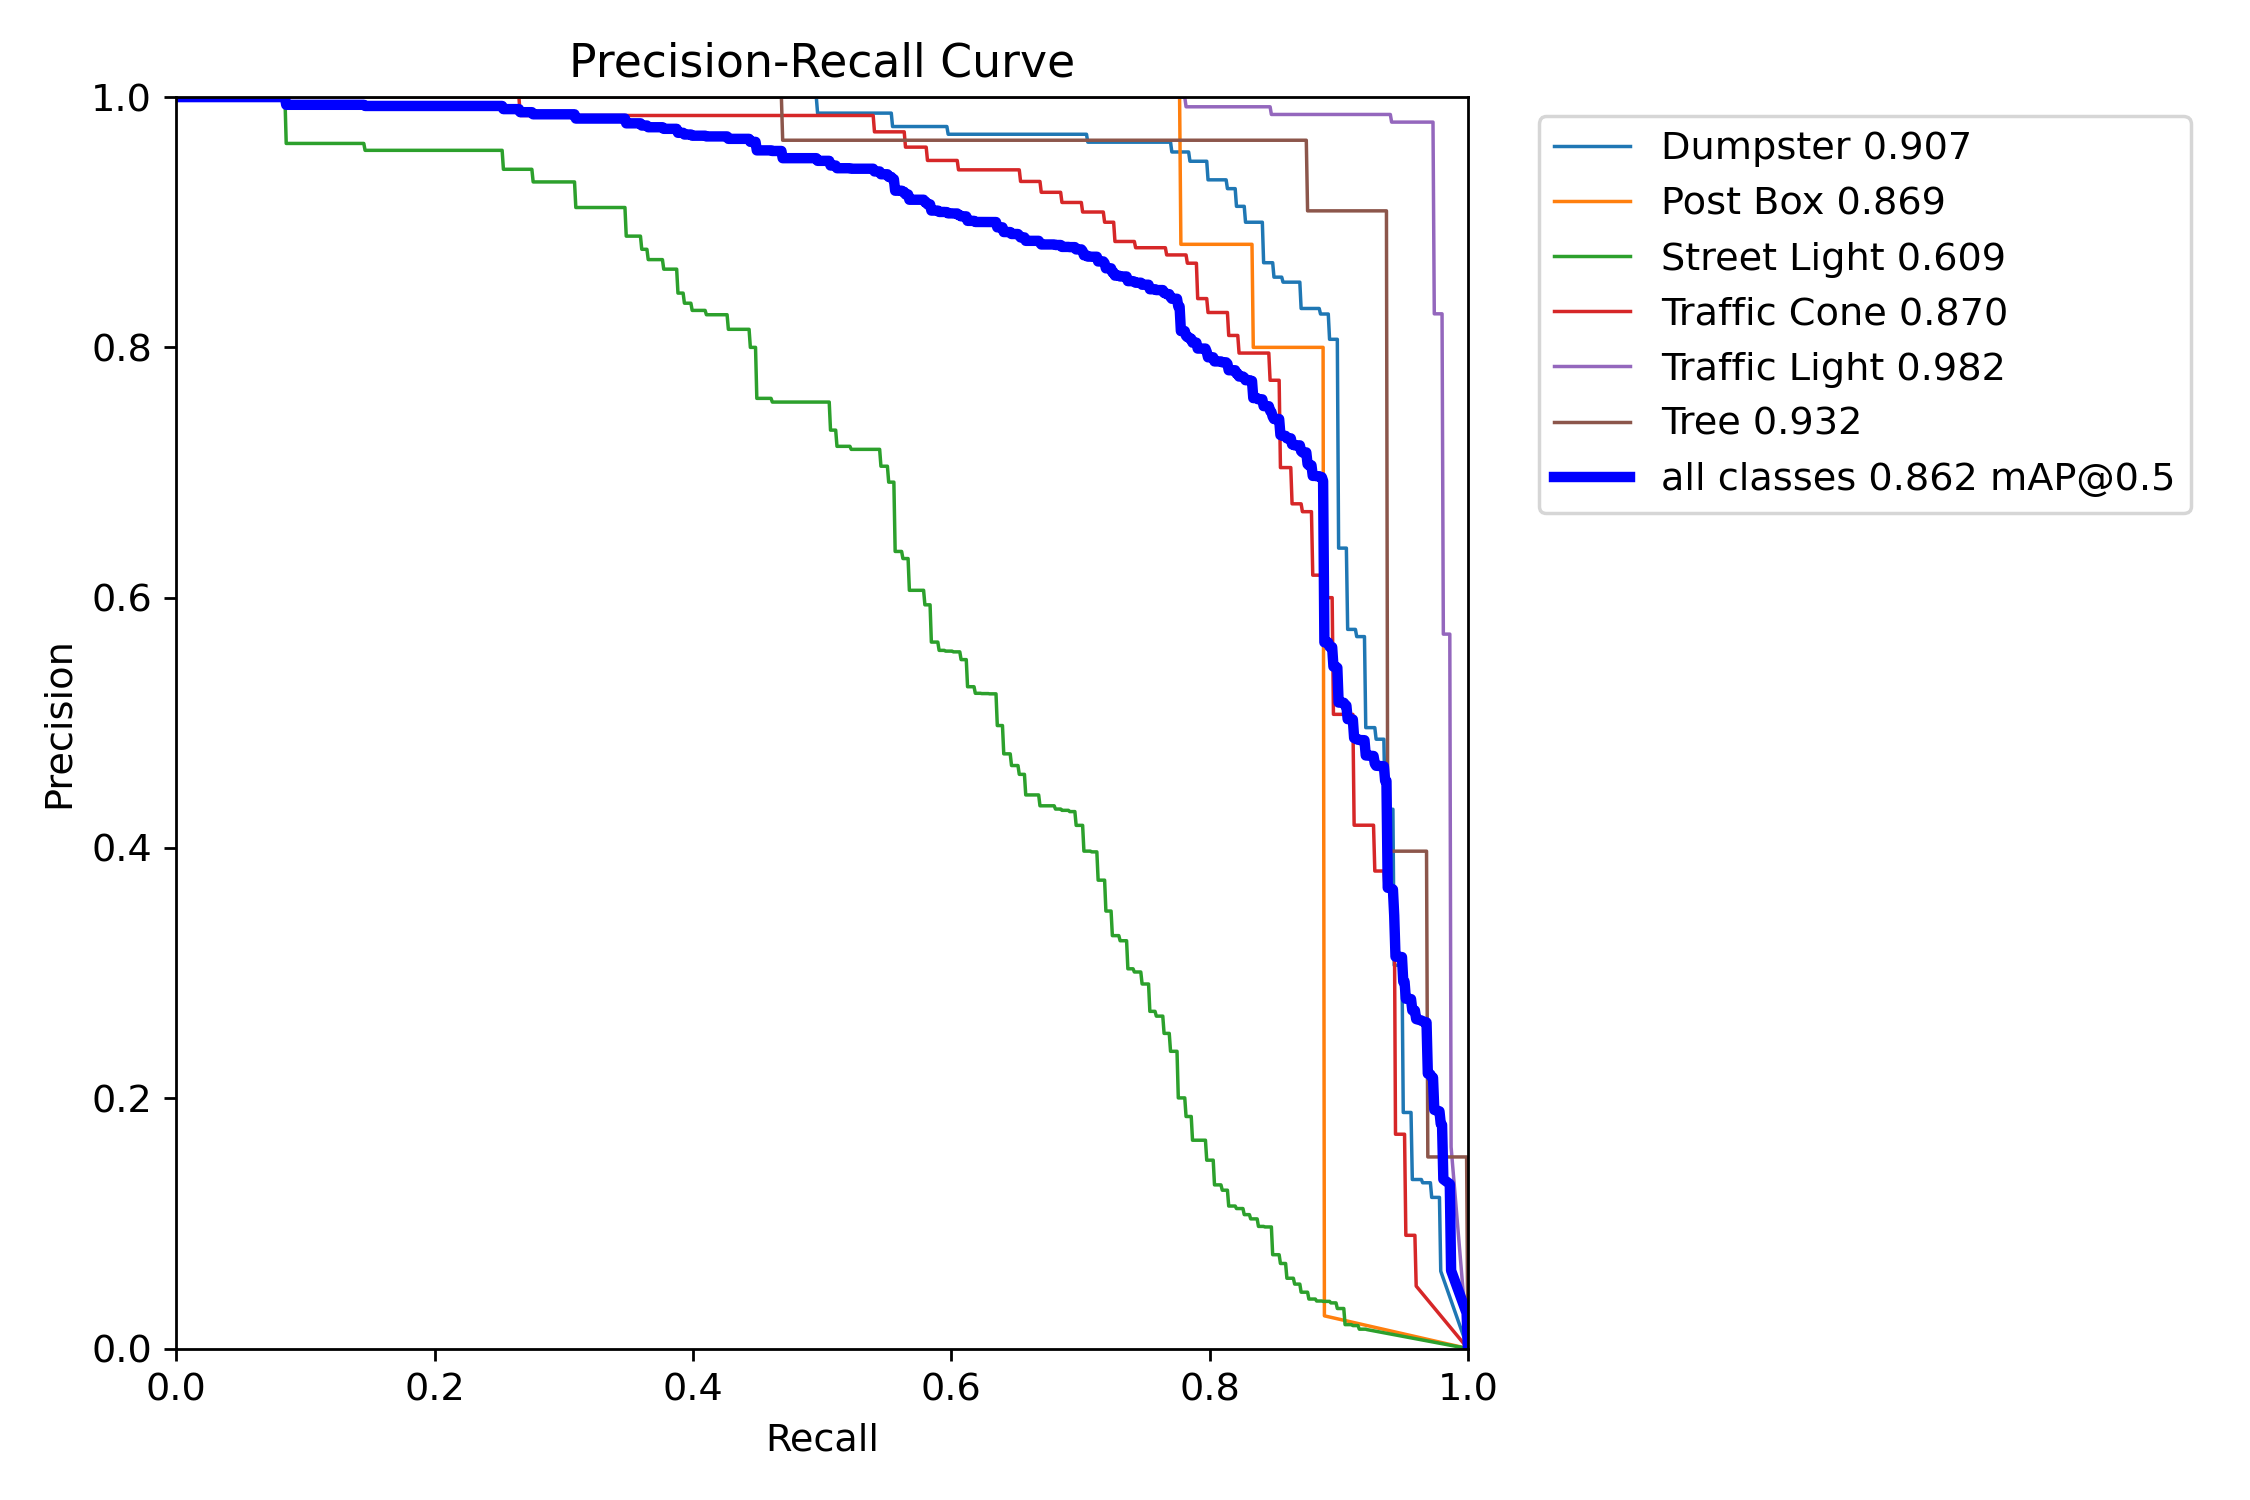 Precision-Recall Curve
1.0
0.8
0.6
0.4
0.2
0.0
Precision
0.0 0.2 0.4 0.6 0.8 1.0
Recall
Dumpster 0.907
Post Box 0.869
Street Light 0.609
Traffic Cone 0.870
Traffic Light 0.982
Tree 0.932
all classes 0.862 mAP@0.5